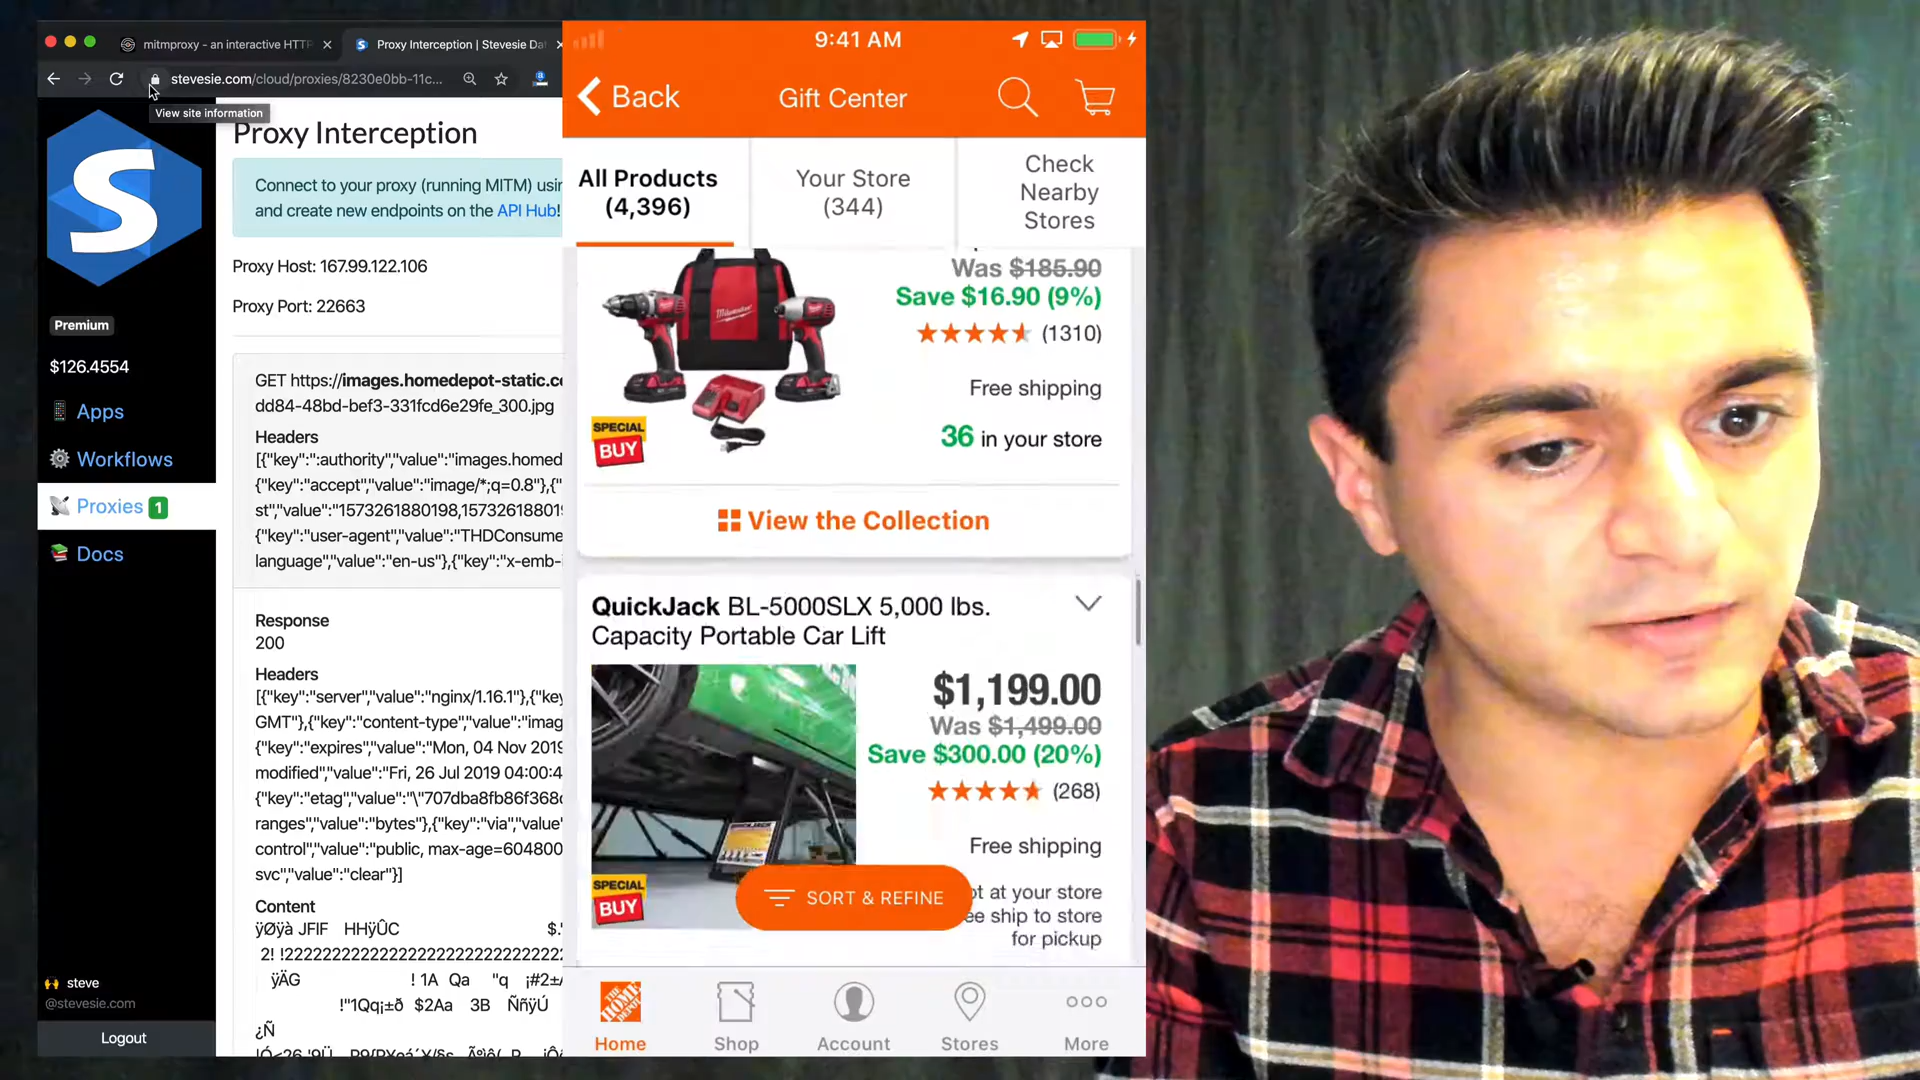 mitmproxy - an interactive HTTP
Proxy Interception | Stevesie Da
stevesie.com/cloud/proxies/8230e0bb-11c...
View site information
S
Premium
$126.4554
Apps
Workflows
Proxies 1
Docs
steve
@stevesie.com
Logout
Proxy Interception
Connect to your proxy (running MITM) usin
and create new endpoints on the API Hub!
Proxy Host: 167.99.122.106
Proxy Port: 22663
GET https://images.homedepot-static.c
dd84-48bd-bef3-331fcd6e29fe_300.jpg
Headers
[{"key":":authority","value":"images.homed
{"key":"accept","value":"image/*;q=0.8"},{"
st","value":"1573261880198,157326188019
{"key":"user-agent","value":"THDConsume
language","value":"en-us"},{"key":"x-emb-
Response
200
Headers
[{"key":"server","value":"nginx/1.16.1"},{"key
GMT"},{"key":"content-type","value":"imag
{"key":"expires","value":"Mon, 04 Nov 2019
modified","value":"Fri, 26 Jul 2019 04:00:4
{"key":"etag","value":"\"707dba8fb86f368
ranges","value":"bytes"},{"key":"via","value"
control","value":"public, max-age=604800
svc","value":"clear"}]
Content
9:41 AM
Back
Gift Center
All Products
(4,396)
Your Store
(344)
Check
Nearby
Stores
Was $185.90
Save $16.90 (9%)
(1310)
Milwaukee
Free shipping
SPECIAL
BUY
36 in your store
View the Collection
QuickJack BL-5000SLX 5,000 lbs.
Capacity Portable Car Lift
$1,199.00
Was $1,499.00
Save $300.00 (20%)
(268)
QUICKJACK
Free shipping
SPECIAL
BUY
SORT & REFINE
at your store
ship to store
for pickup
THE
HOME
DEPOT
Home
Shop
Account
Stores
More